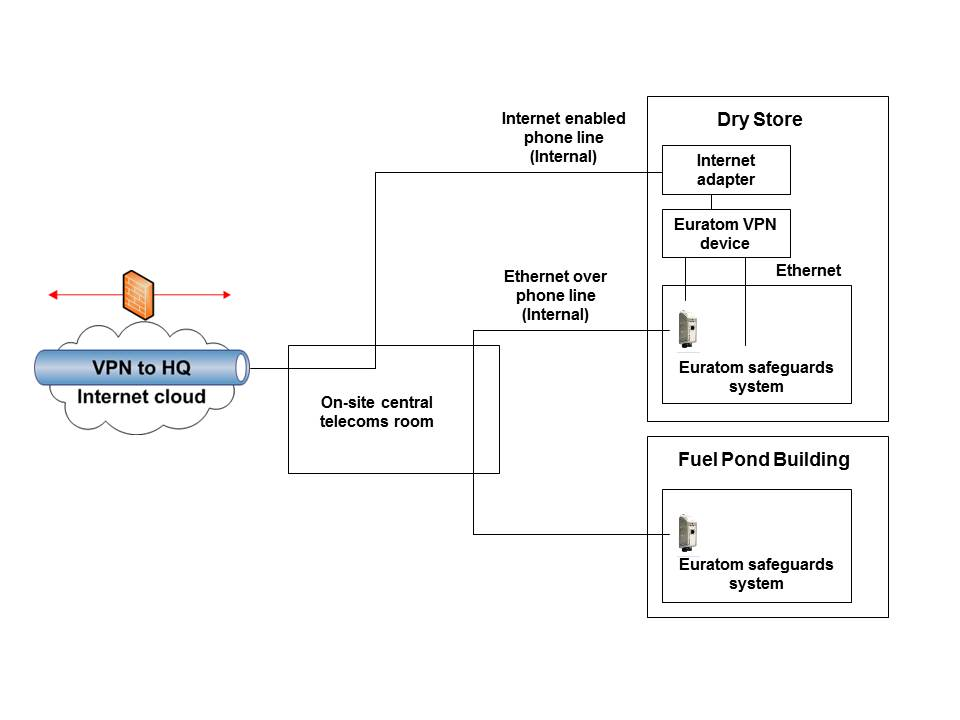 Internet enabled
phone line
(Internal)
Dry Store
Internet
adapter
Euratom VPN
device
Ethernet
Ethernet over
phone line
(Internal)
Euratom safeguards
system
VPN to HQ
Internet cloud
On-site central
telecoms room
Fuel Pond Building
Euratom safeguards
system